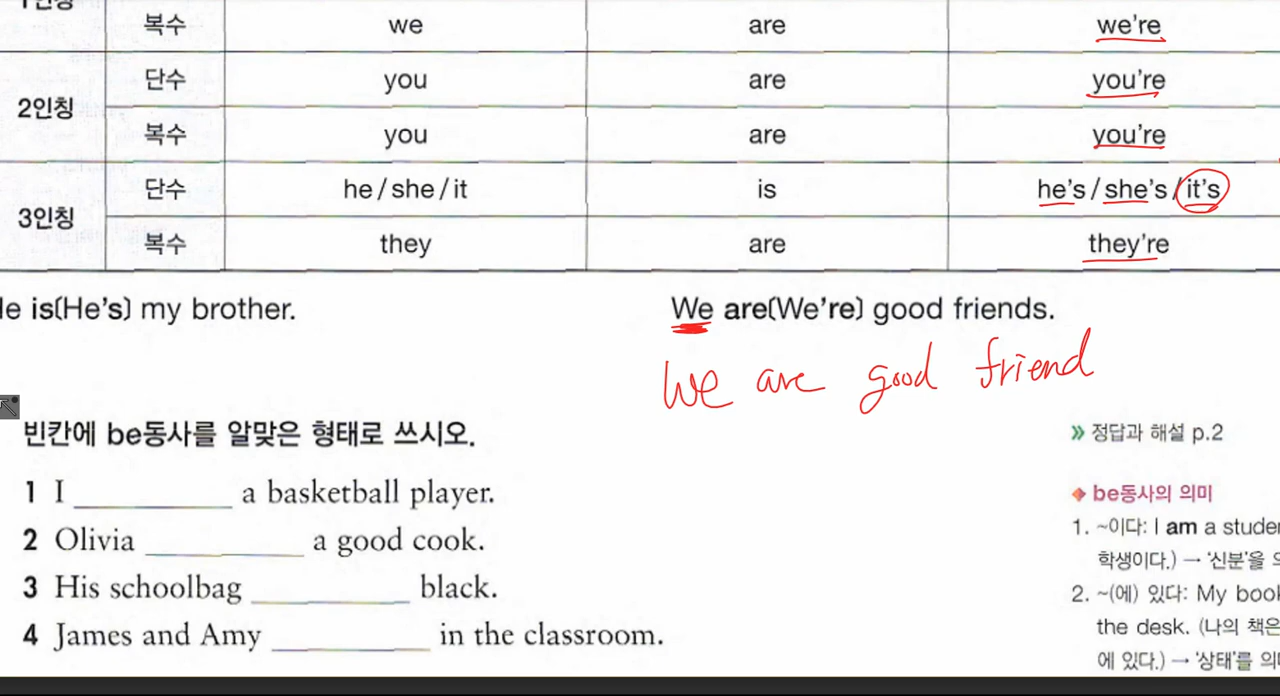 복수 we are we're
단수 you are you're
2인칭
복수 you are you're
단수 he / she / it is he's / she's / it's
3인칭
복수 they are they're
is(He's) my brother. We are(We're) good friends.
We are good friend
빈칸에 be동사를 알맞은 형태로 쓰시오.
1 I ________ a basketball player.
2 Olivia ________ a good cook.
3 His schoolbag ________ black.
4 James and Amy ________ in the classroom.
» 정답과 해설 p.2
◆ be동사의 의미
1. ~이다: I am a
학생이다.) → '신분'을
2. ~(에) 있다: My
the desk. (나의 책은
에 있다.) → '상태'를